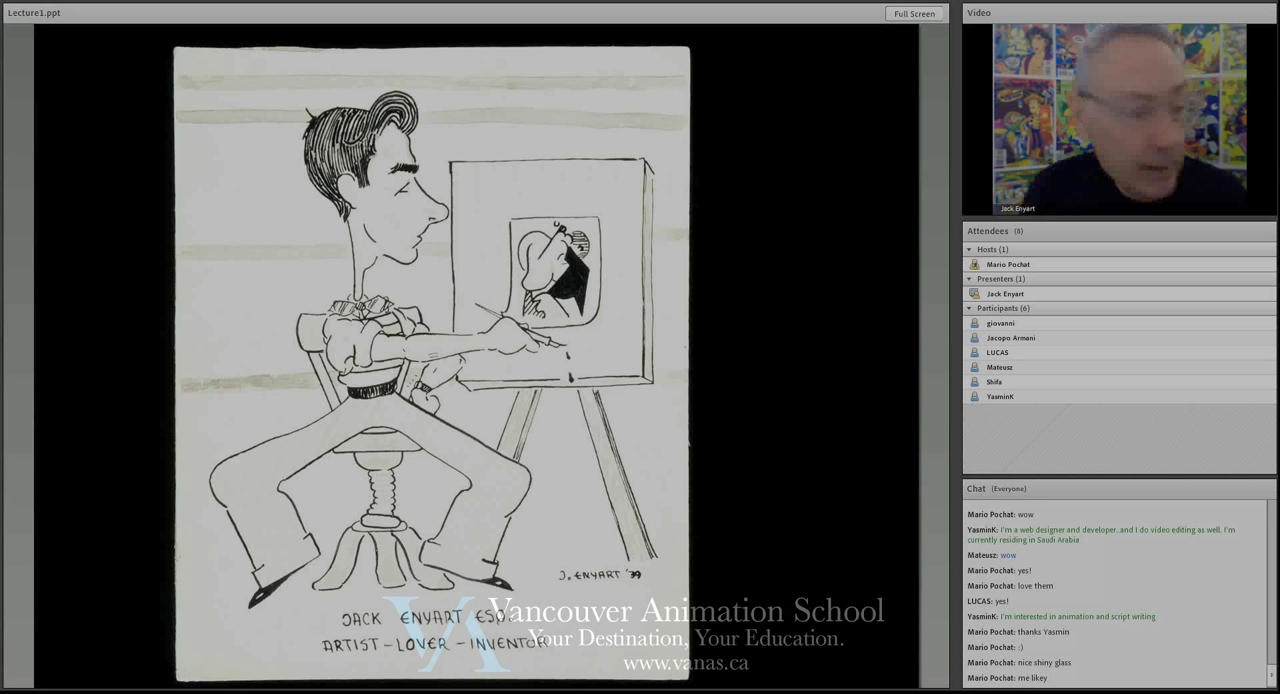 Lecture1.ppt
Full Screen
J. ENYART '39
JACK ENYART ESQ.
ARTIST - LOVER - INVENTOR
Vancouver Animation School
Your Destination, Your Education.
www.vanas.ca
Video
Jack Enyart
Attendees (8)
Hosts (1)
Mario Pochat
Presenters (1)
Jack Enyart
Participants (6)
giovanni
Jacopo Armani
LUCAS
Mateusz
Shifa
YasminK
Chat (Everyone)
Mario Pochat: wow
YasminK: I'm a web designer and developer..and I do video editing as well. I'm
currently residing in Saudi Arabia
Mateusz: wow
Mario Pochat: yes!
Mario Pochat: love them
LUCAS: yes!
YasminK: I'm interested in animation and script writing
Mario Pochat: thanks Yasmin
Mario Pochat: :)
Mario Pochat: nice shiny glass
Mario Pochat: me likey